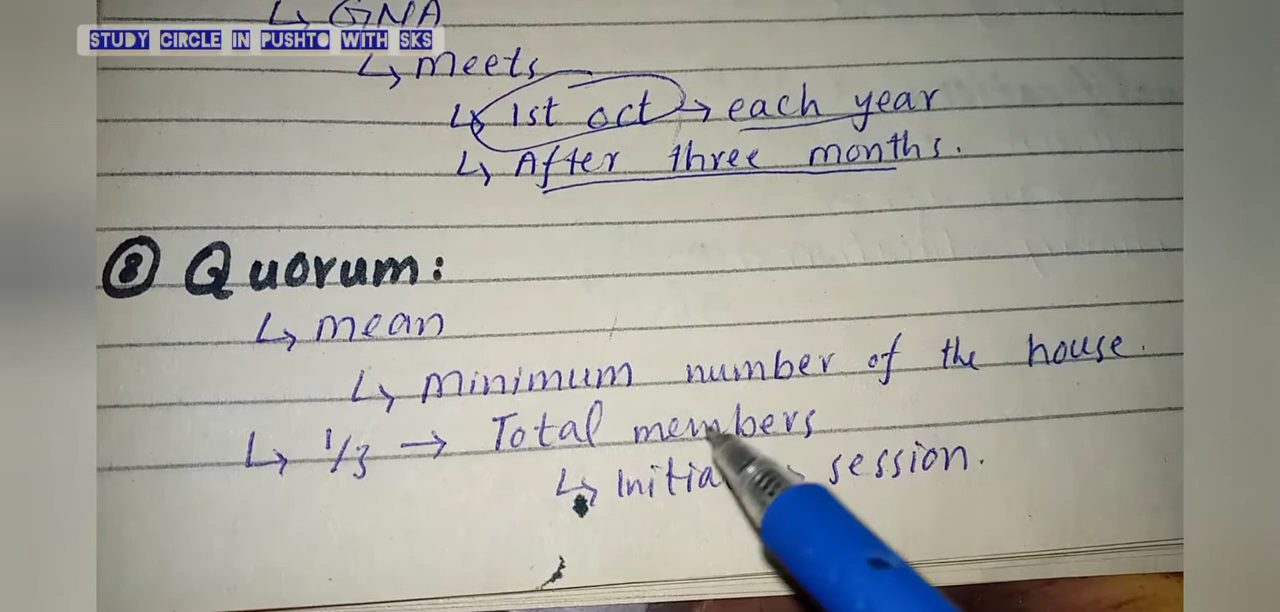 ↳ GNA
STUDY CIRCLE IN PUSHTO WITH SKS
↳ meets
↳ 1st oct → each year
↳ After three months.
⑧ Quorum:
↳ mean
↳ minimum number of the house.
↳ 1/3 → Total members
↳ session.